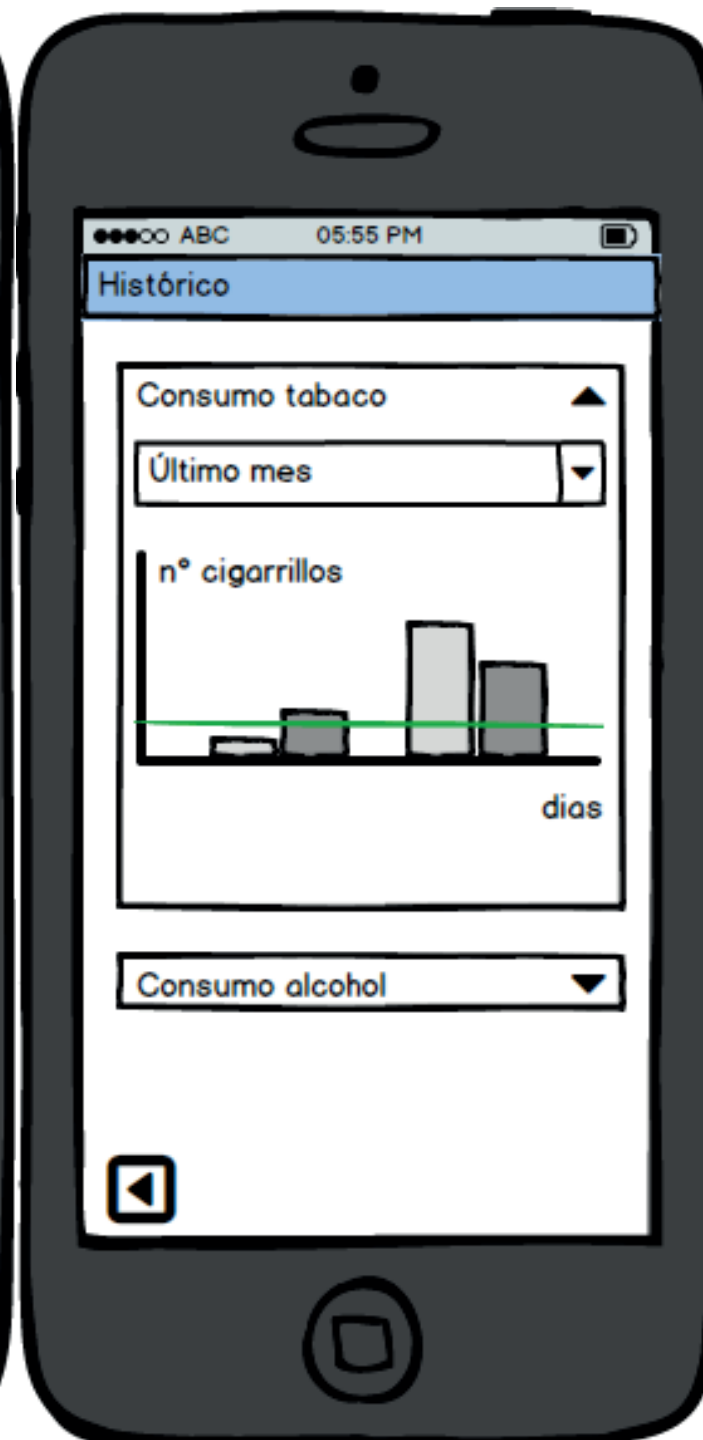 ABC 05:55 PM
Histórico
Consumo tabaco
Último mes
nº cigarrillos
dias
Consumo alcohol